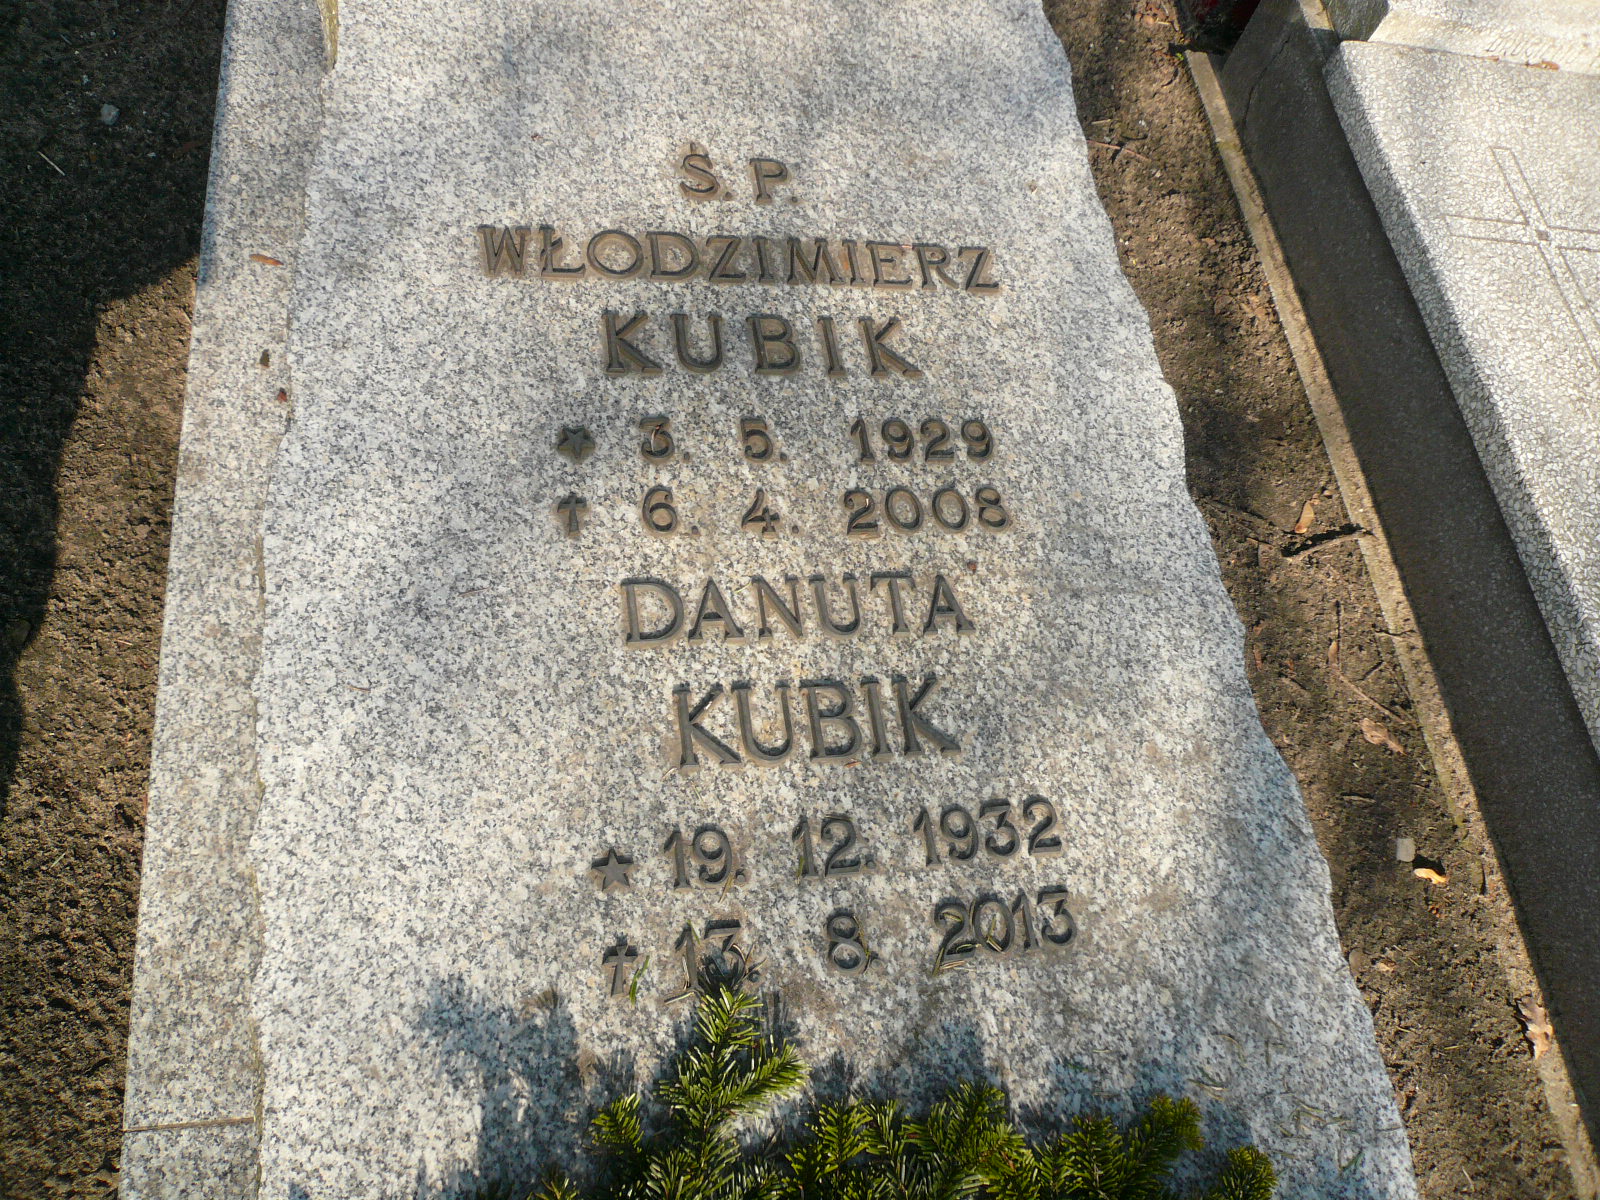 Ś. P.
WŁODZIMIERZ
KUBIK
★ 3. 5. 1929
✝ 6. 4. 2008
DANUTA
KUBIK
★ 19. 12. 1932
✝ 13. 8. 2013